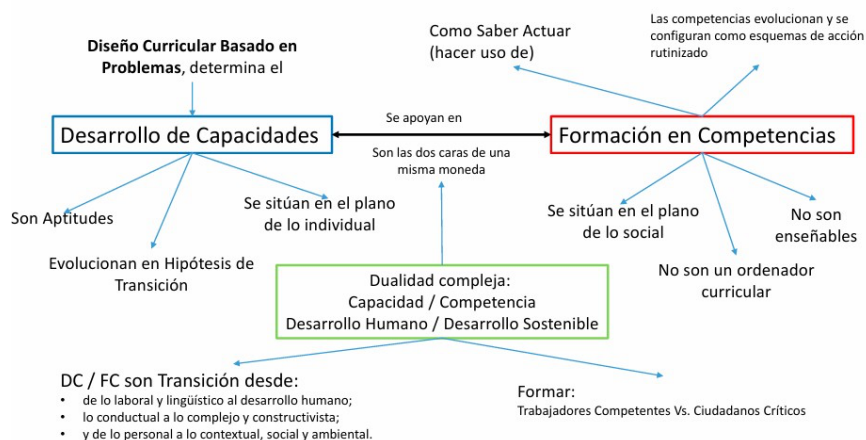 Diseño Curricular Basado en
Problemas, determina el
Como Saber Actuar
(hacer uso de)
Las competencias evolucionan y se
configuran como esquemas de acción
rutinizado
Desarrollo de Capacidades
Se apoyan en
Formación en Competencias
Son las dos caras de una
misma moneda
Son Aptitudes
Evolucionan en Hipótesis de
Transición
Se sitúan en el plano
de lo individual
Se sitúan en el plano
de lo social
No son un ordenador
curricular
No son
enseñables
Dualidad compleja:
Capacidad / Competencia
Desarrollo Humano / Desarrollo Sostenible
DC / FC son Transición desde:
• de lo laboral y lingüístico al desarrollo humano;
• lo conductual a lo complejo y constructivista;
• y de lo personal a lo contextual, social y ambiental.
Formar:
Trabajadores Competentes Vs. Ciudadanos Críticos